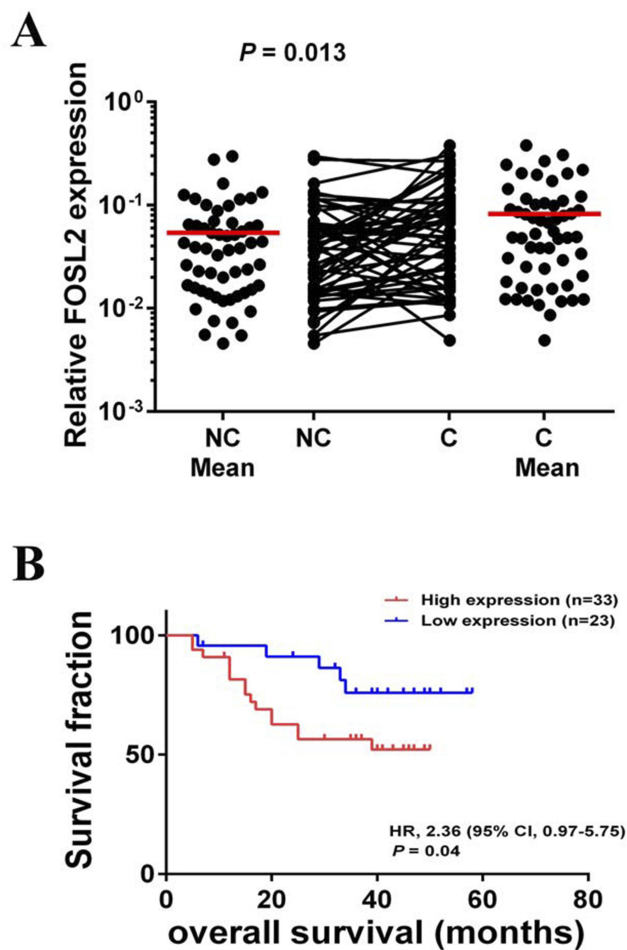 A
P = 0.013
Relative FOSL2 expression
10⁰
10⁻¹
10⁻²
10⁻³
NC
Mean
NC
C
C
Mean
B
High expression (n=33)
Low expression (n=23)
Survival fraction
100
50
0
HR, 2.36 (95% CI, 0.97-5.75)
P = 0.04
0 20 40 60 80
overall survival (months)